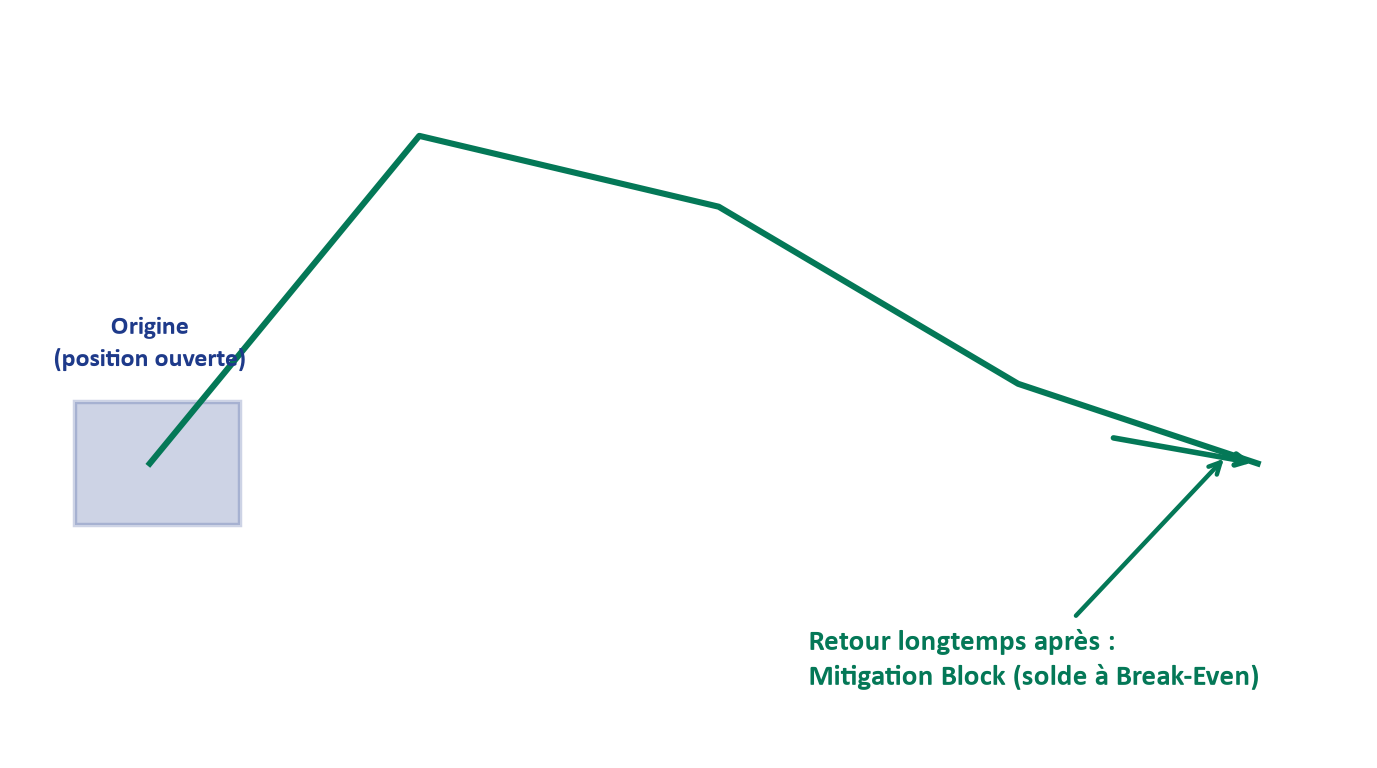 Origine
(position ouverte)
Retour longtemps après :
Mitigation Block (solde à Break-Even)